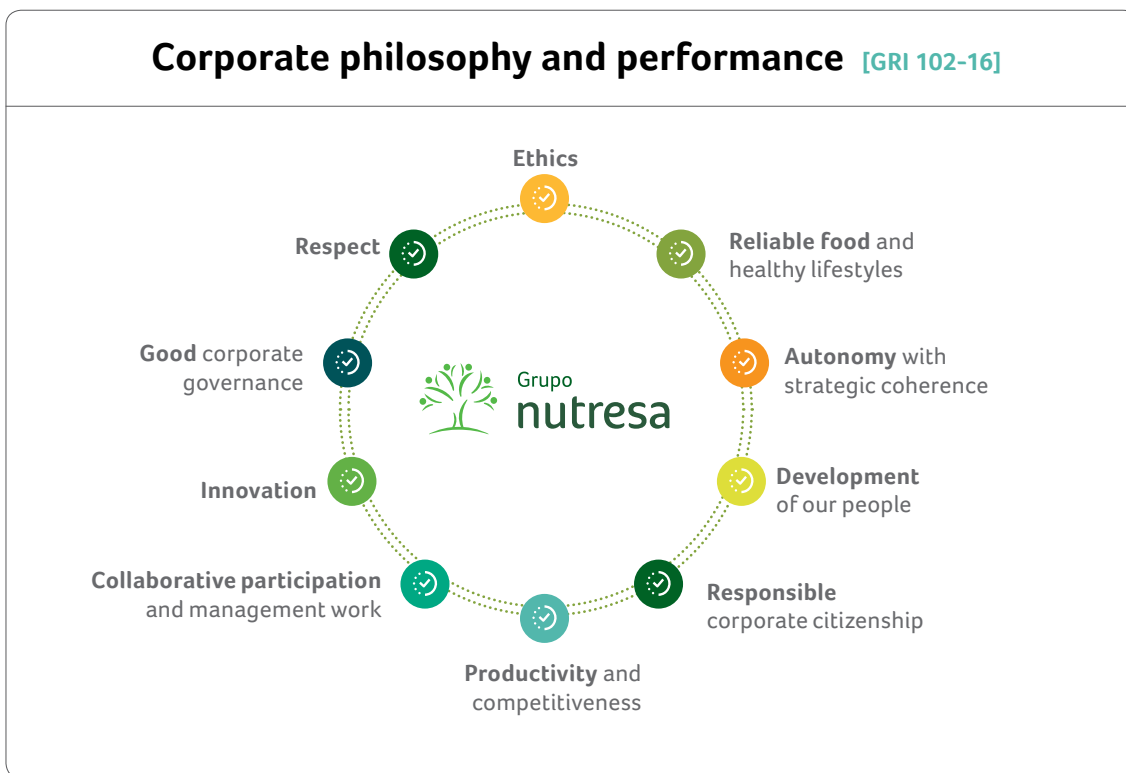 Corporate philosophy and performance [GRI 102-16]
Ethics
Reliable food and
healthy lifestyles
Autonomy with
strategic coherence
Development
of our people
Responsible
corporate citizenship
Productivity and
competitiveness
Collaborative participation
and management work
Innovation
Good corporate
governance
Respect
Grupo
nutresa